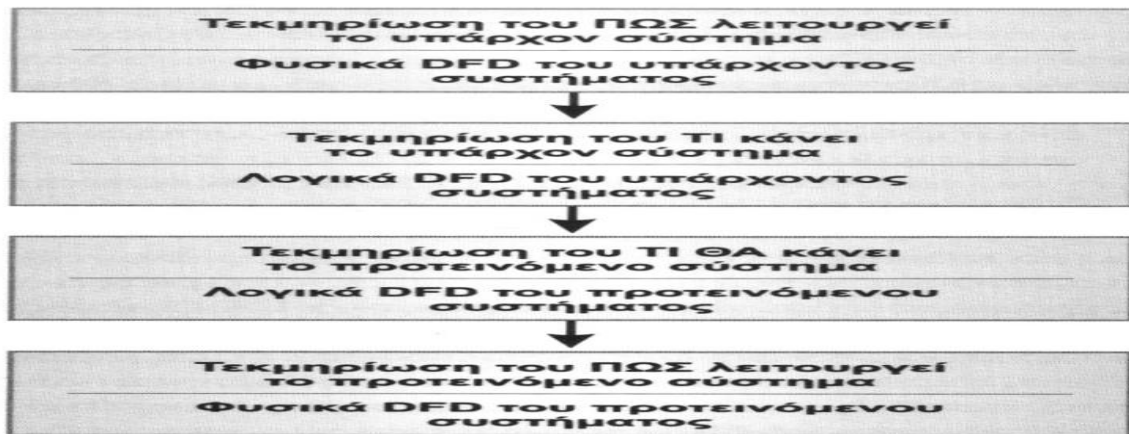 Τεκμηρίωση του ΠΩΣ λειτουργεί
το υπάρχον σύστημα
Φυσικά DFD του υπάρχοντος
συστήματος
Τεκμηρίωση του ΤΙ κάνει
το υπάρχον σύστημα
Λογικά DFD του υπάρχοντος
συστήματος
Τεκμηρίωση του ΤΙ ΘΑ κάνει
το προτεινόμενο σύστημα
Λογικά DFD του προτεινόμενου
συστήματος
Τεκμηρίωση του ΠΩΣ λειτουργεί
το προτεινόμενο σύστημα
Φυσικά DFD του προτεινόμενου
συστήματος